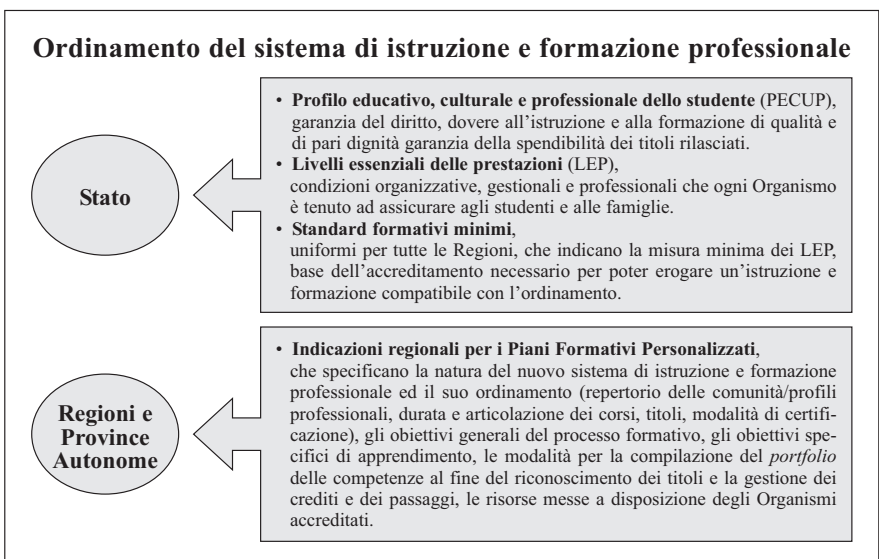 Ordinamento del sistema di istruzione e formazione professionale
Stato
• Profilo educativo, culturale e professionale dello studente (PECUP),
garanzia del diritto, dovere all'istruzione e alla formazione di qualità e
di pari dignità garanzia della spendibilità dei titoli rilasciati.
• Livelli essenziali delle prestazioni (LEP),
condizioni organizzative, gestionali e professionali che ogni Organismo
è tenuto ad assicurare agli studenti e alle famiglie.
• Standard formativi minimi,
uniformi per tutte le Regioni, che indicano la misura minima dei LEP,
base dell'accreditamento necessario per poter erogare un'istruzione e
formazione compatibile con l'ordinamento.
Regioni e
Province
Autonome
• Indicazioni regionali per i Piani Formativi Personalizzati,
che specificano la natura del nuovo sistema di istruzione e formazione
professionale ed il suo ordinamento (repertorio delle comunità/profili
professionali, durata e articolazione dei corsi, titoli, modalità di certifi-
cazione), gli obiettivi generali del processo formativo, gli obiettivi spe-
cifici di apprendimento, le modalità per la compilazione del portfolio
delle competenze al fine del riconoscimento dei titoli e la gestione dei
crediti e dei passaggi, le risorse messe a disposizione degli Organismi
accreditati.